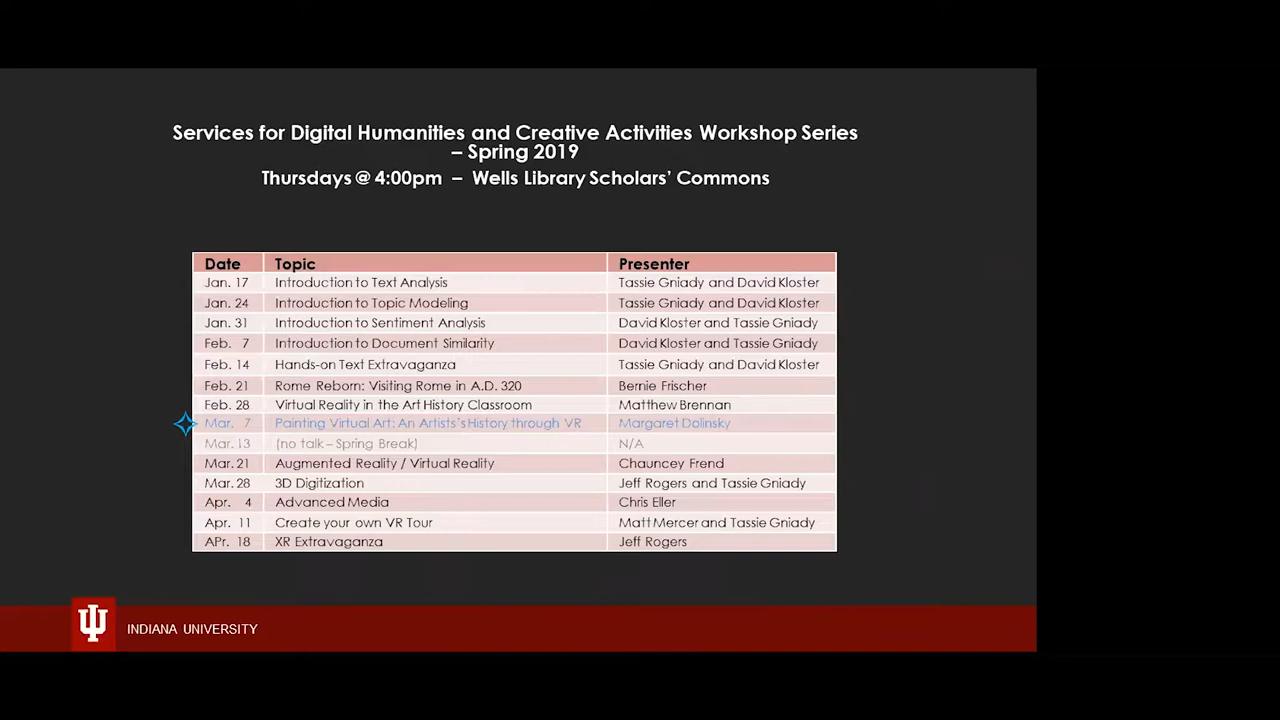 Services for Digital Humanities and Creative Activities Workshop Series
– Spring 2019
Thursdays @ 4:00pm – Wells Library Scholars’ Commons
Date Topic Presenter
Jan. 17 Introduction to Text Analysis Tassie Gniady and David Kloster
Jan. 24 Introduction to Topic Modeling Tassie Gniady and David Kloster
Jan. 31 Introduction to Sentiment Analysis David Kloster and Tassie Gniady
Feb. 7 Introduction to Document Similarity David Kloster and Tassie Gniady
Feb. 14 Hands-on Text Extravaganza Tassie Gniady and David Kloster
Feb. 21 Rome Reborn: Visiting Rome in A.D. 320 Bernie Frischer
Feb. 28 Virtual Reality in the Art History Classroom Matthew Brennan
Mar. 7 Painting Virtual Art: An Artists’s History through VR Margaret Dolinsky
Mar. 13 (no talk – Spring Break) N/A
Mar. 21 Augmented Reality / Virtual Reality Chauncey Frend
Mar. 28 3D Digitization Jeff Rogers and Tassie Gniady
Apr. 4 Advanced Media Chris Eller
Apr. 11 Create your own VR Tour Matt Mercer and Tassie Gniady
APr. 18 XR Extravaganza Jeff Rogers
INDIANA UNIVERSITY